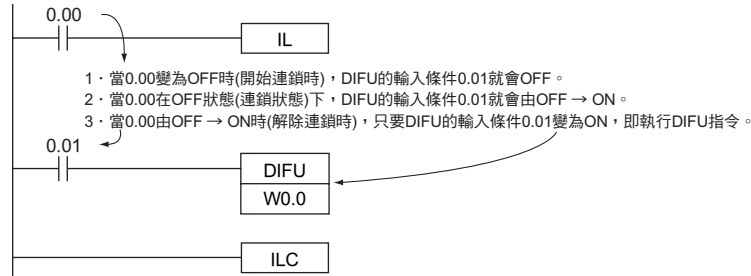 0.00
IL
1．當0.00變為OFF時(開始連鎖時)，DIFU的輸入條件0.01就會OFF。
2．當0.00在OFF狀態(連鎖狀態)下，DIFU的輸入條件0.01就會由OFF → ON。
3．當0.00由OFF → ON時(解除連鎖時)，只要DIFU的輸入條件0.01變為ON，即執行DIFU指令。
0.01
DIFU
W0.0
ILC